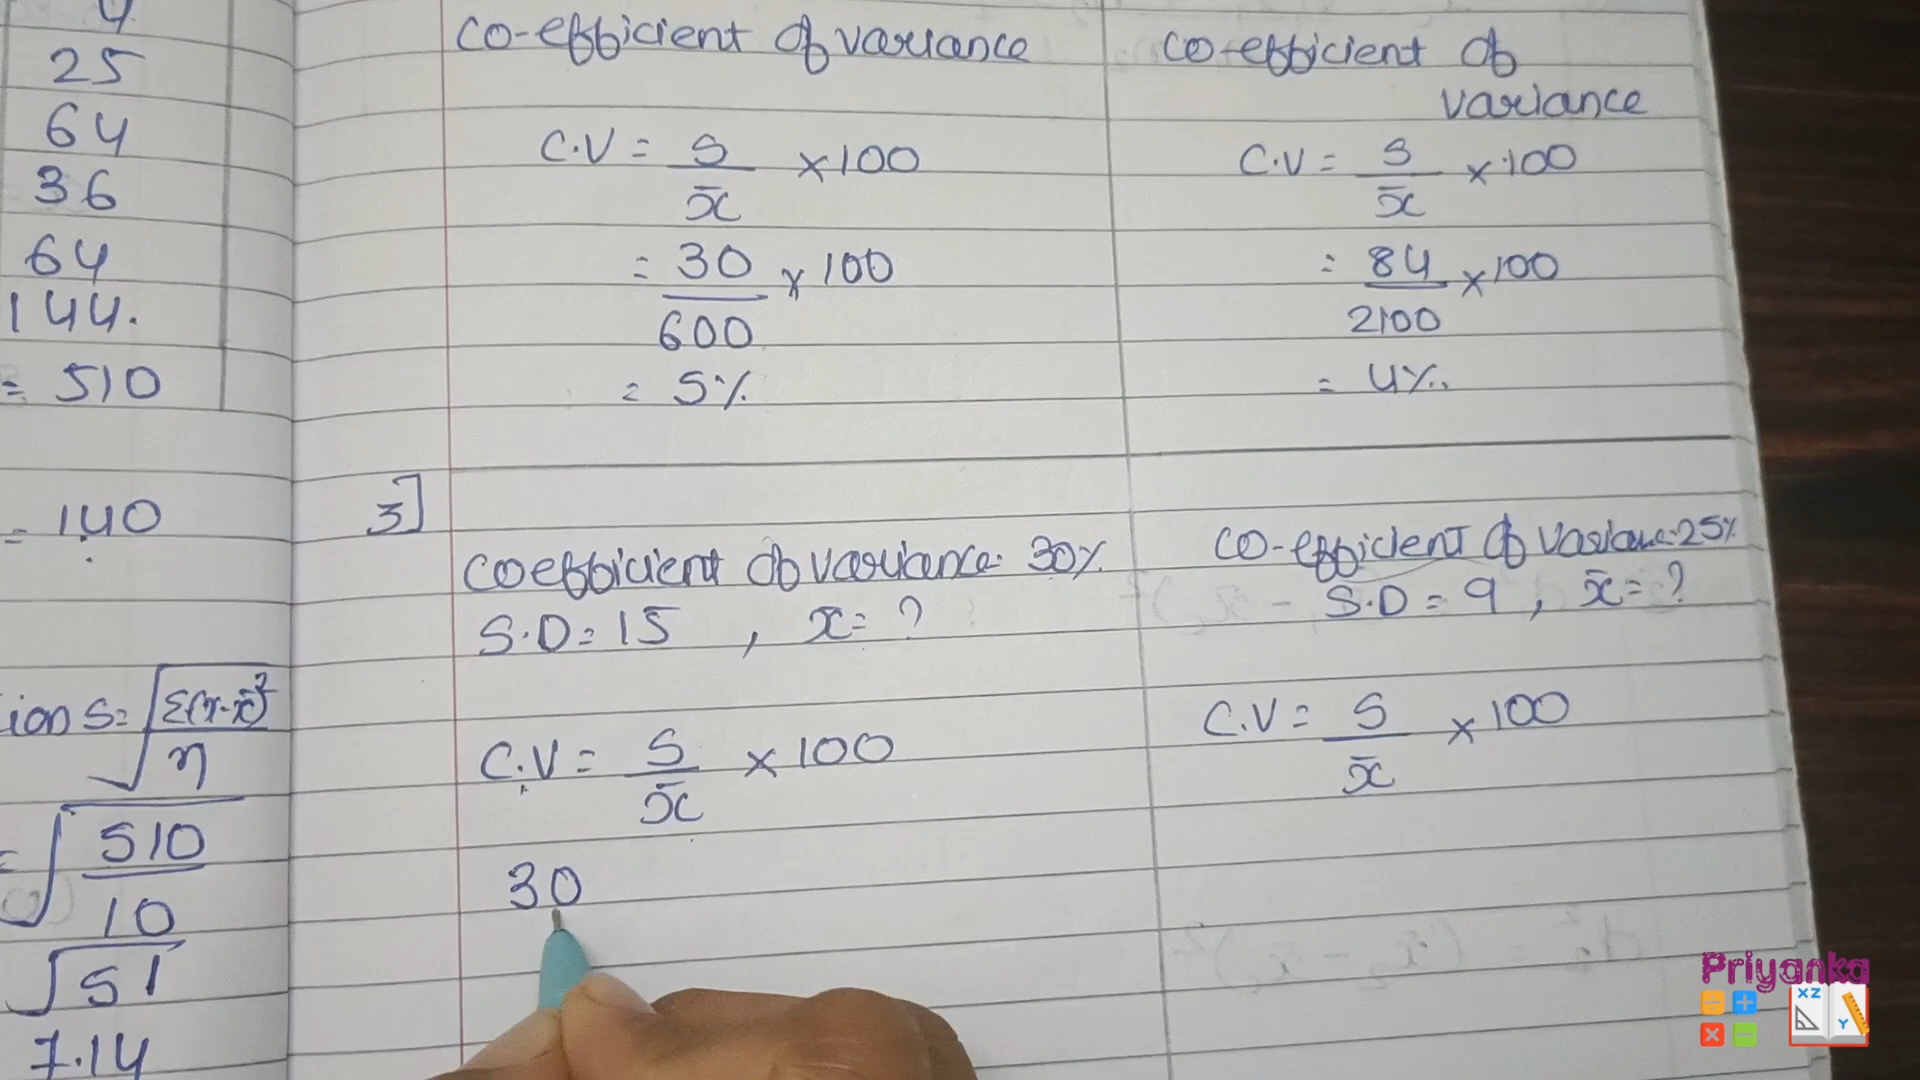 4
25
64
36
64
144.
= 510
= 140
ion S = √Σ(x-x̄)²
n
= √510
10
√51
7.14
co-efficient of variance
C.V = S × 100
x̄
= 30 × 100
600
= 5%
co-efficient of
variance
C.V = S × 100
x̄
= 84 × 100
2100
= 4%.
3]
coefficient of variance = 30%
S.D = 15 , x̄ = ?
C.V = S × 100
x̄
30
co-efficient of variance = 25%
S.D = 9 , x̄ = ?
C.V = S × 100
x̄
Priyanka
XZ
Y